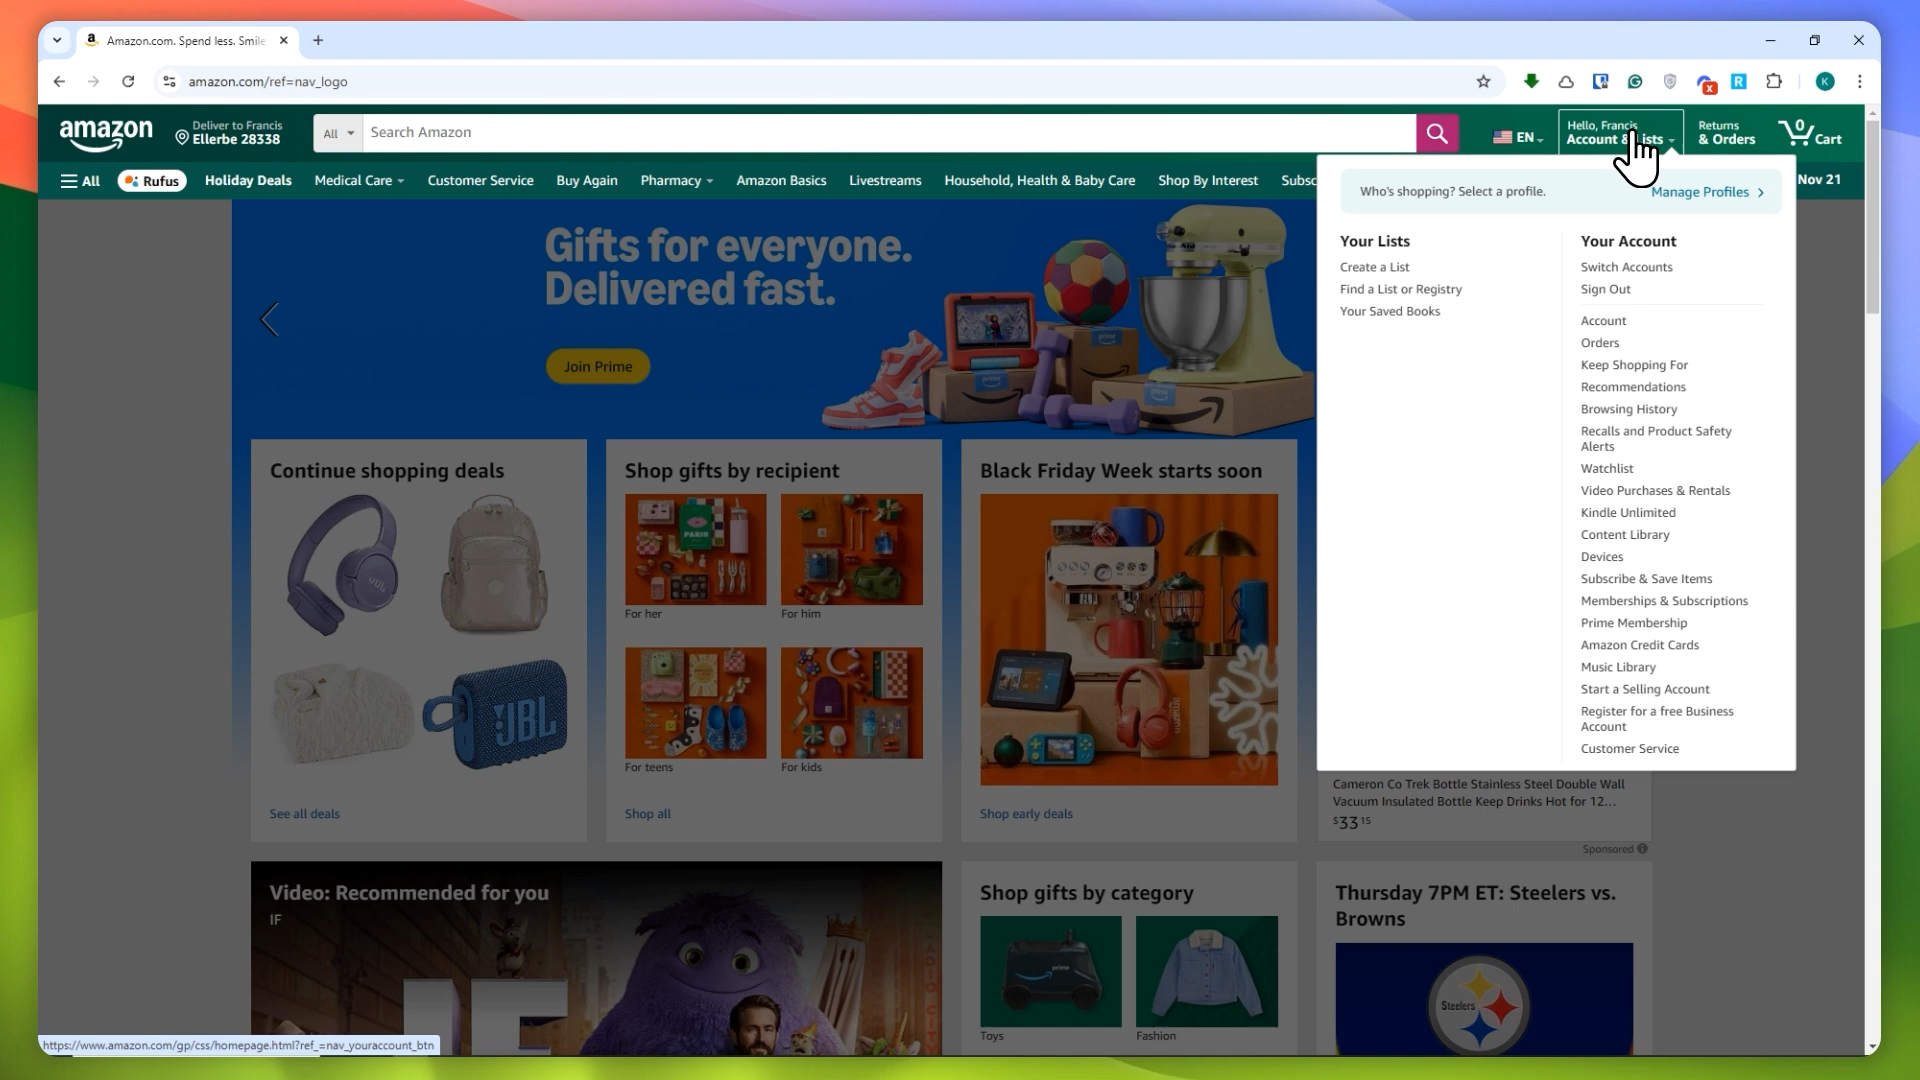 Amazon.com. Spend less. Smile
amazon.com/ref=nav_logo
K
x
R
amazon
Deliver to Francis
Ellerbe 28338
All
Search Amazon
EN
Hello, Francis
Account & Lists
Returns
& Orders
0
Cart
All
Rufus
Holiday Deals
Medical Care
Customer Service
Buy Again
Pharmacy
Amazon Basics
Livestreams
Household, Health & Baby Care
Shop By Interest
Subsc
Nov 21
Who's shopping? Select a profile.
Manage Profiles
Your Lists
Create a List
Find a List or Registry
Your Saved Books
Your Account
Switch Accounts
Sign Out
Account
Orders
Keep Shopping For
Recommendations
Browsing History
Recalls and Product Safety
Alerts
Watchlist
Video Purchases & Rentals
Kindle Unlimited
Content Library
Devices
Subscribe & Save Items
Memberships & Subscriptions
Prime Membership
Amazon Credit Cards
Music Library
Start a Selling Account
Register for a free Business
Account
Customer Service
Gifts for everyone.
Delivered fast.
Join Prime
prime
prime
prime
Continue shopping deals
JBL
JBL
See all deals
Shop gifts by recipient
PARIS
For her
For him
For teens
For kids
Shop all
Black Friday Week starts soon
amazon
Shop early deals
Cameron Co Trek Bottle Stainless Steel Double Wall
Vacuum Insulated Bottle Keep Drinks Hot for 12...
$33 15
Sponsored
Video: Recommended for you
IF
IF
Shop gifts by category
prime
Toys
Fashion
Thursday 7PM ET: Steelers vs.
Browns
Steelers
https://www.amazon.com/gp/css/homepage.html?ref_=nav_youraccount_btn